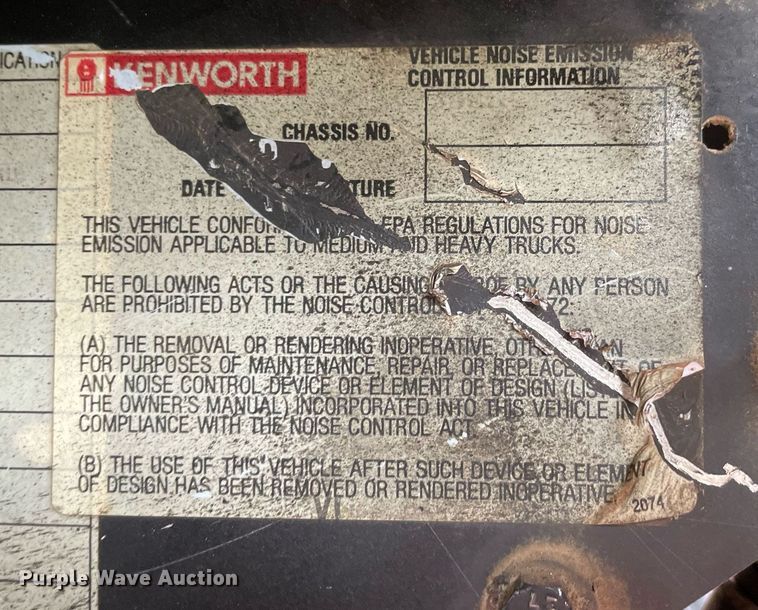 ICATION
KENWORTH
VEHICLE NOISE EMISSION
CONTROL INFORMATION
CHASSIS NO.
DATE TURE
THIS VEHICLE CONFOR EPA REGULATIONS FOR NOISE
EMISSION APPLICABLE TO MEDIUM ND HEAVY TRUCKS.
THE FOLLOWING ACTS OR THE CAUSING OF BY ANY PERSON
ARE PROHIBITED BY THE NOISE CONTROL 72:
(A) THE REMOVAL OR RENDERING INOPERATIVE, OT AN
FOR PURPOSES OF MAINTENANCE, REPAIR, OR REPLACE OF
ANY NOISE CONTROL DEVICE OR ELEMENT OF DESIGN (LIST
THE OWNER'S MANUAL) INCORPORATED INTO THIS VEHICLE IN
COMPLIANCE WITH THE NOISE CONTROL ACT
(B) THE USE OF THIS VEHICLE AFTER SUCH DEVICE OR ELEMENT
OF DESIGN HAS BEEN REMOVED OR RENDERED INOPERATIVE.
2074
Purple Wave Auction